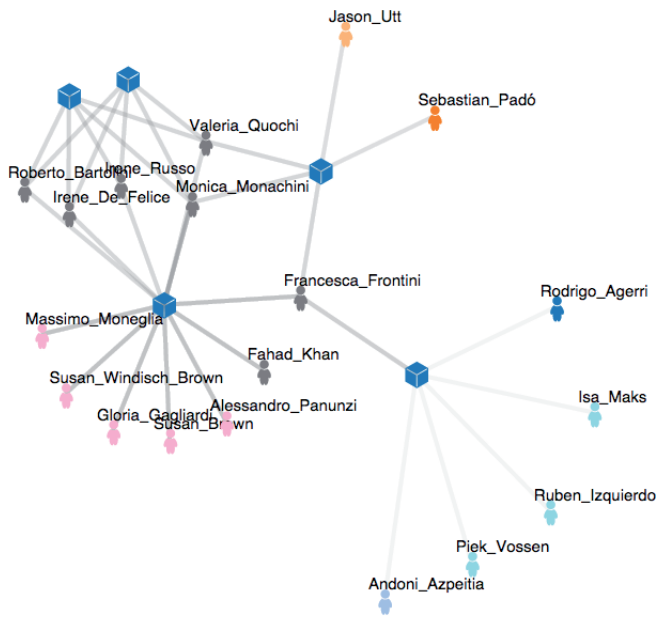 Jason_Utt
Sebastian_Padó
Valeria_Quochi
Roberto_Bartolini
Irene_Russo
Irene_De_Felice
Monica_Monachini
Francesca_Frontini
Rodrigo_Agerri
Massimo_Moneglia
Fahad_Khan
Susan_Windisch_Brown
Isa_Maks
Alessandro_Panunzi
Gloria_Gagliardi
Susan_Brown
Ruben_Izquierdo
Piek_Vossen
Andoni_Azpeitia